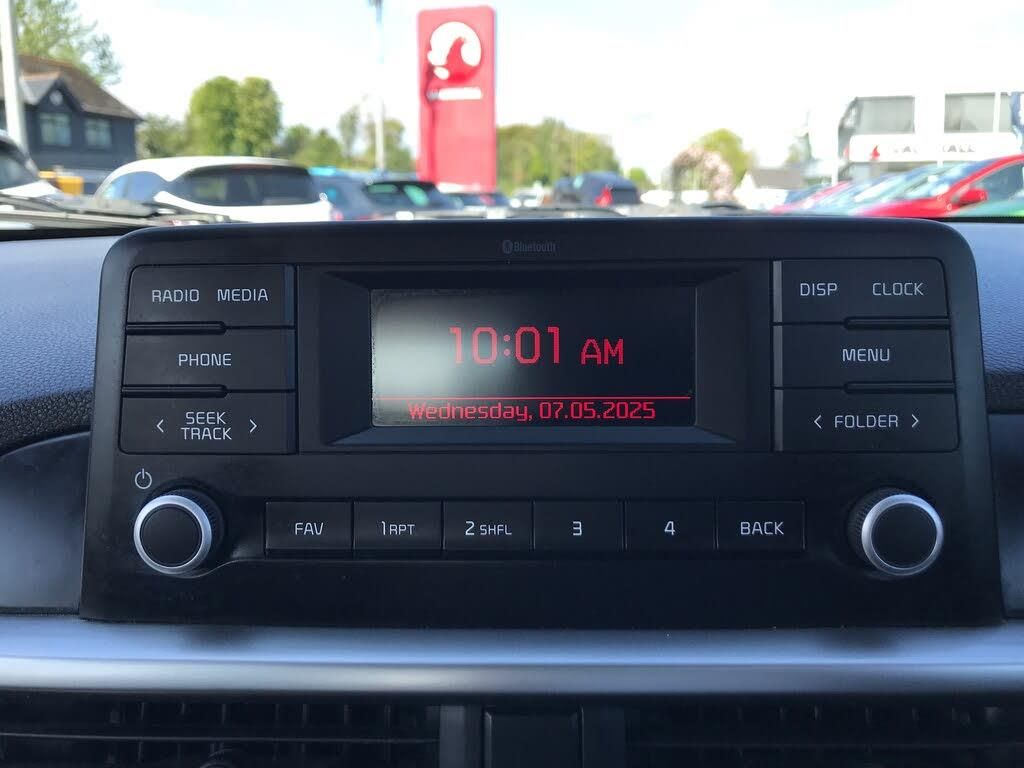 Bluetooth
RADIO MEDIA
PHONE
< SEEK TRACK >
10:01 AM
Wednesday, 07.05.2025
DISP CLOCK
MENU
< FOLDER >
FAV
1 RPT
2 SHFL
3
4
BACK